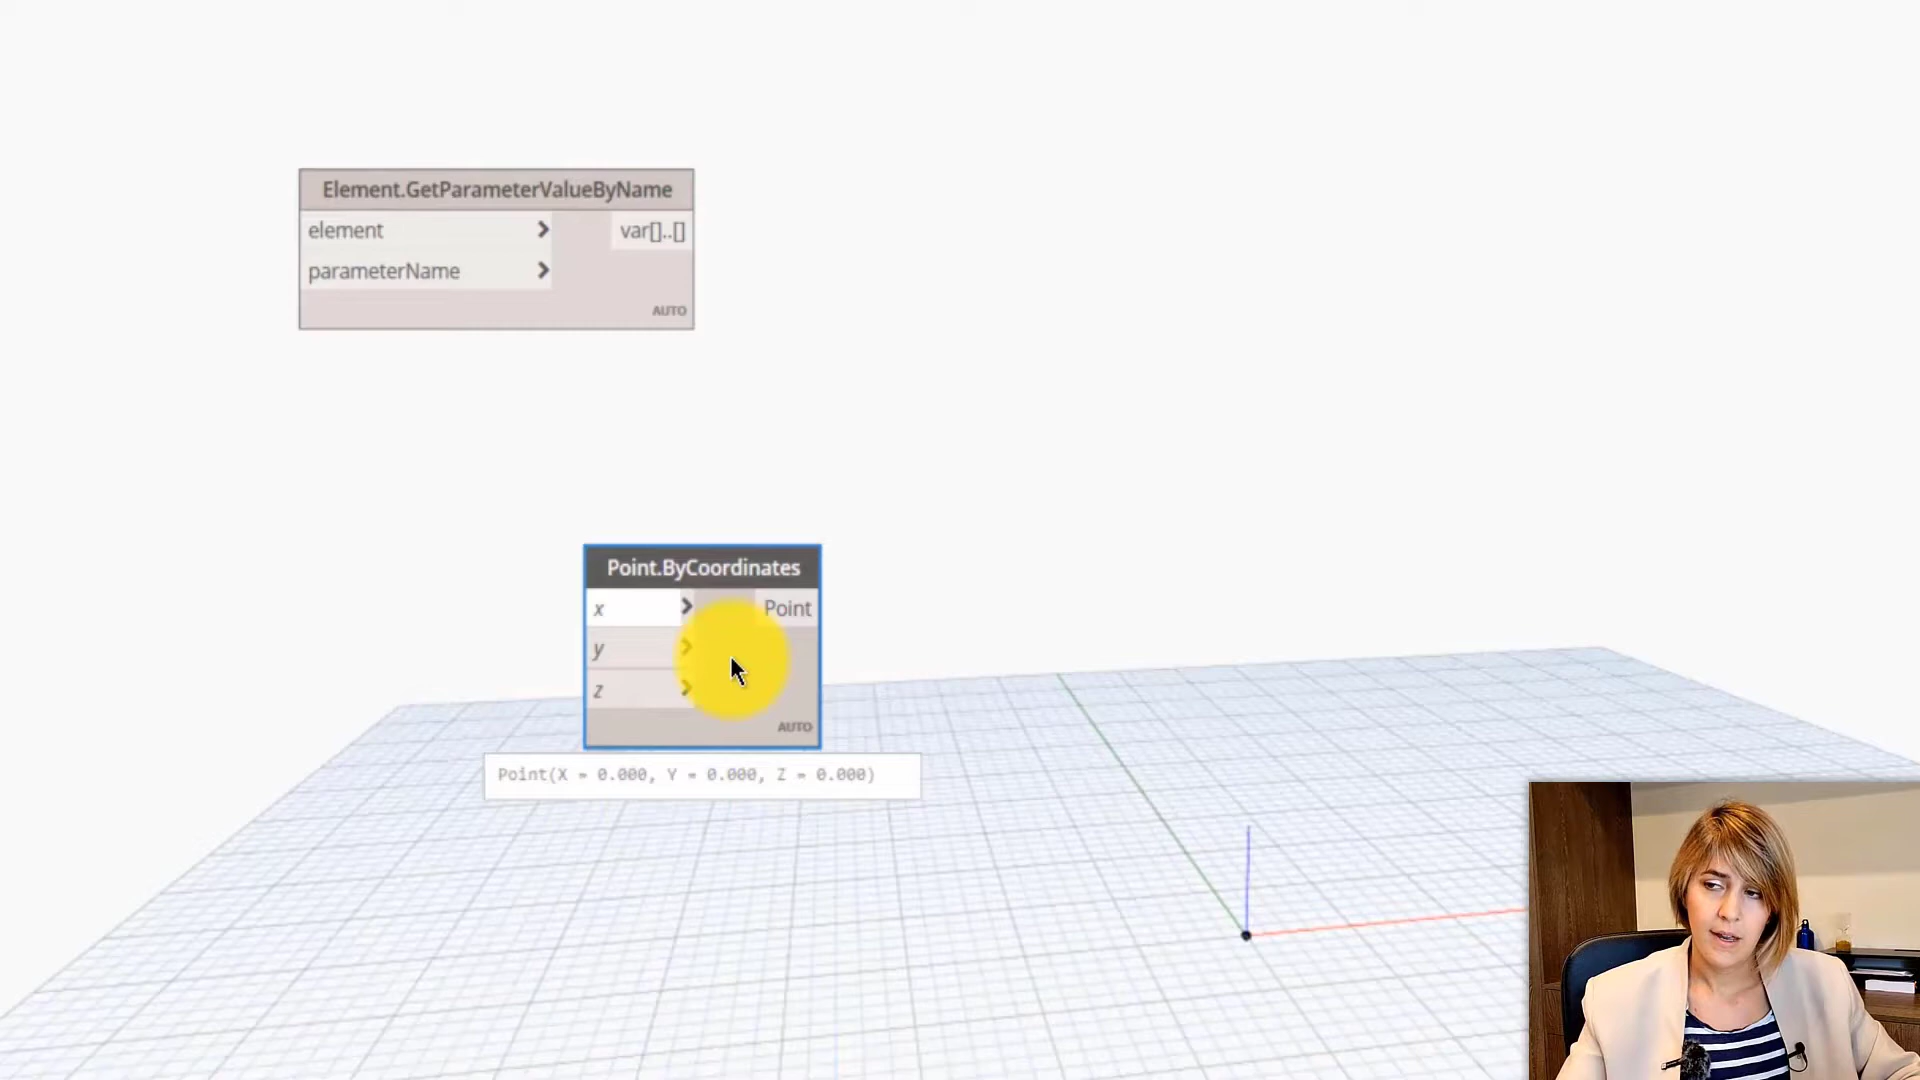 Element.GetParameterValueByName
element > var[]..[]
parameterName >
AUTO
Point.ByCoordinates
x > Point
y >
z >
AUTO
Point(X = 0.000, Y = 0.000, Z = 0.000)